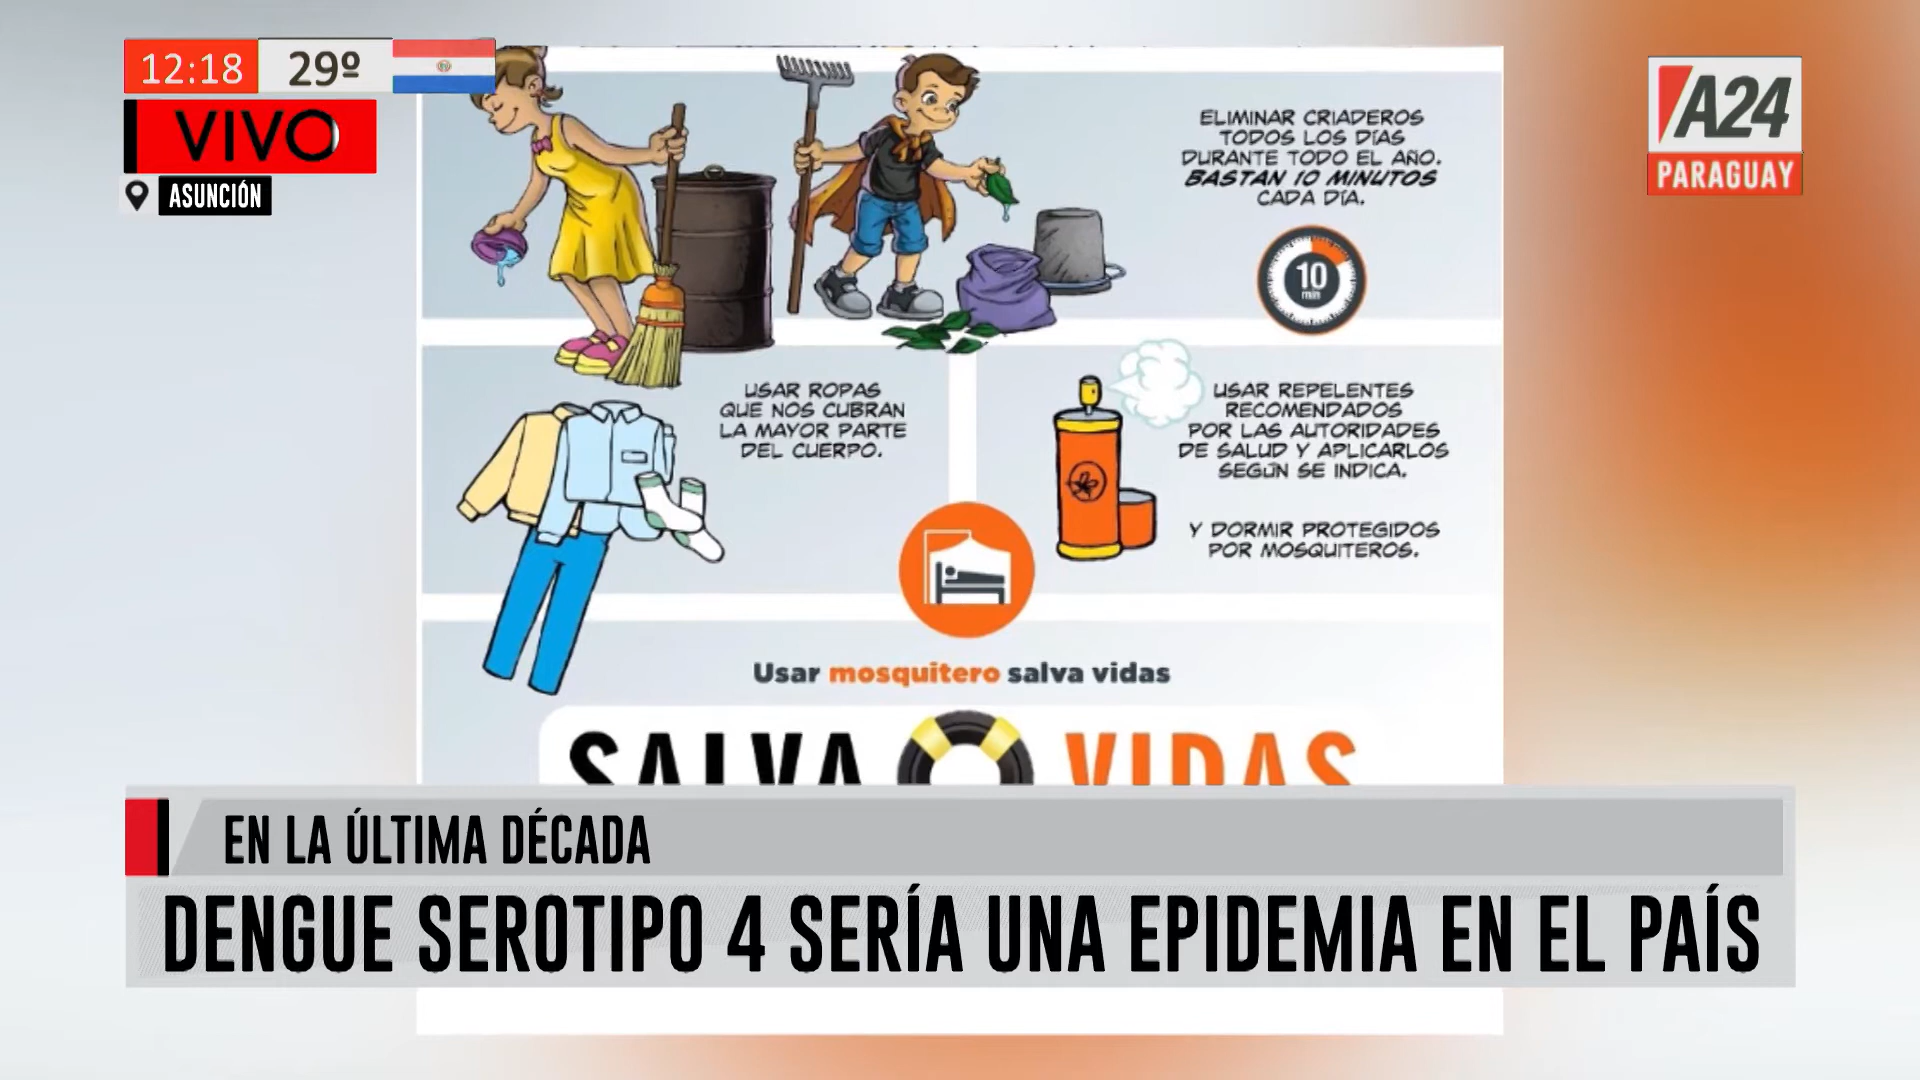 12:18 29º
VIVO
ASUNCIÓN
A24
PARAGUAY
ELIMINAR CRIADEROS
TODOS LOS DÍAS
DURANTE TODO EL AÑO.
BASTAN 10 MINUTOS
CADA DÍA.
10
min
USAR ROPAS
QUE NOS CUBRAN
LA MAYOR PARTE
DEL CUERPO.
USAR REPELENTES
RECOMENDADOS
POR LAS AUTORIDADES
DE SALUD Y APLICARLOS
SEGÚN SE INDICA.
Y DORMIR PROTEGIDOS
POR MOSQUITEROS.
Usar mosquitero salva vidas
SALVA VIDAS
EN LA ÚLTIMA DÉCADA
DENGUE SEROTIPO 4 SERÍA UNA EPIDEMIA EN EL PAÍS